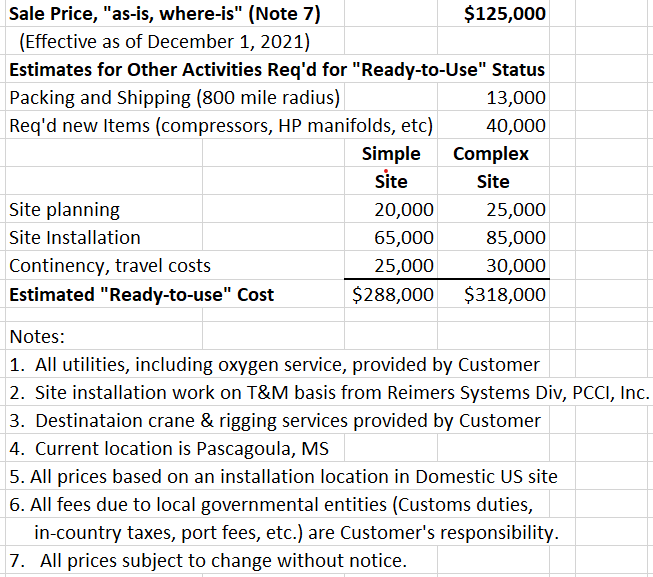 Sale Price, "as-is, where-is" (Note 7) $125,000
(Effective as of December 1, 2021)
Estimates for Other Activities Req'd for "Ready-to-Use" Status
Packing and Shipping (800 mile radius) 13,000
Req'd new Items (compressors, HP manifolds, etc) 40,000
Simple Complex
Site Site
Site planning 20,000 25,000
Site Installation 65,000 85,000
Continency, travel costs 25,000 30,000
Estimated "Ready-to-use" Cost $288,000 $318,000
Notes:
1. All utilities, including oxygen service, provided by Customer
2. Site installation work on T&M basis from Reimers Systems Div, PCCI, Inc.
3. Destinataion crane & rigging services provided by Customer
4. Current location is Pascagoula, MS
5. All prices based on an installation location in Domestic US site
6. All fees due to local governmental entities (Customs duties,
in-country taxes, port fees, etc.) are Customer's responsibility.
7. All prices subject to change without notice.